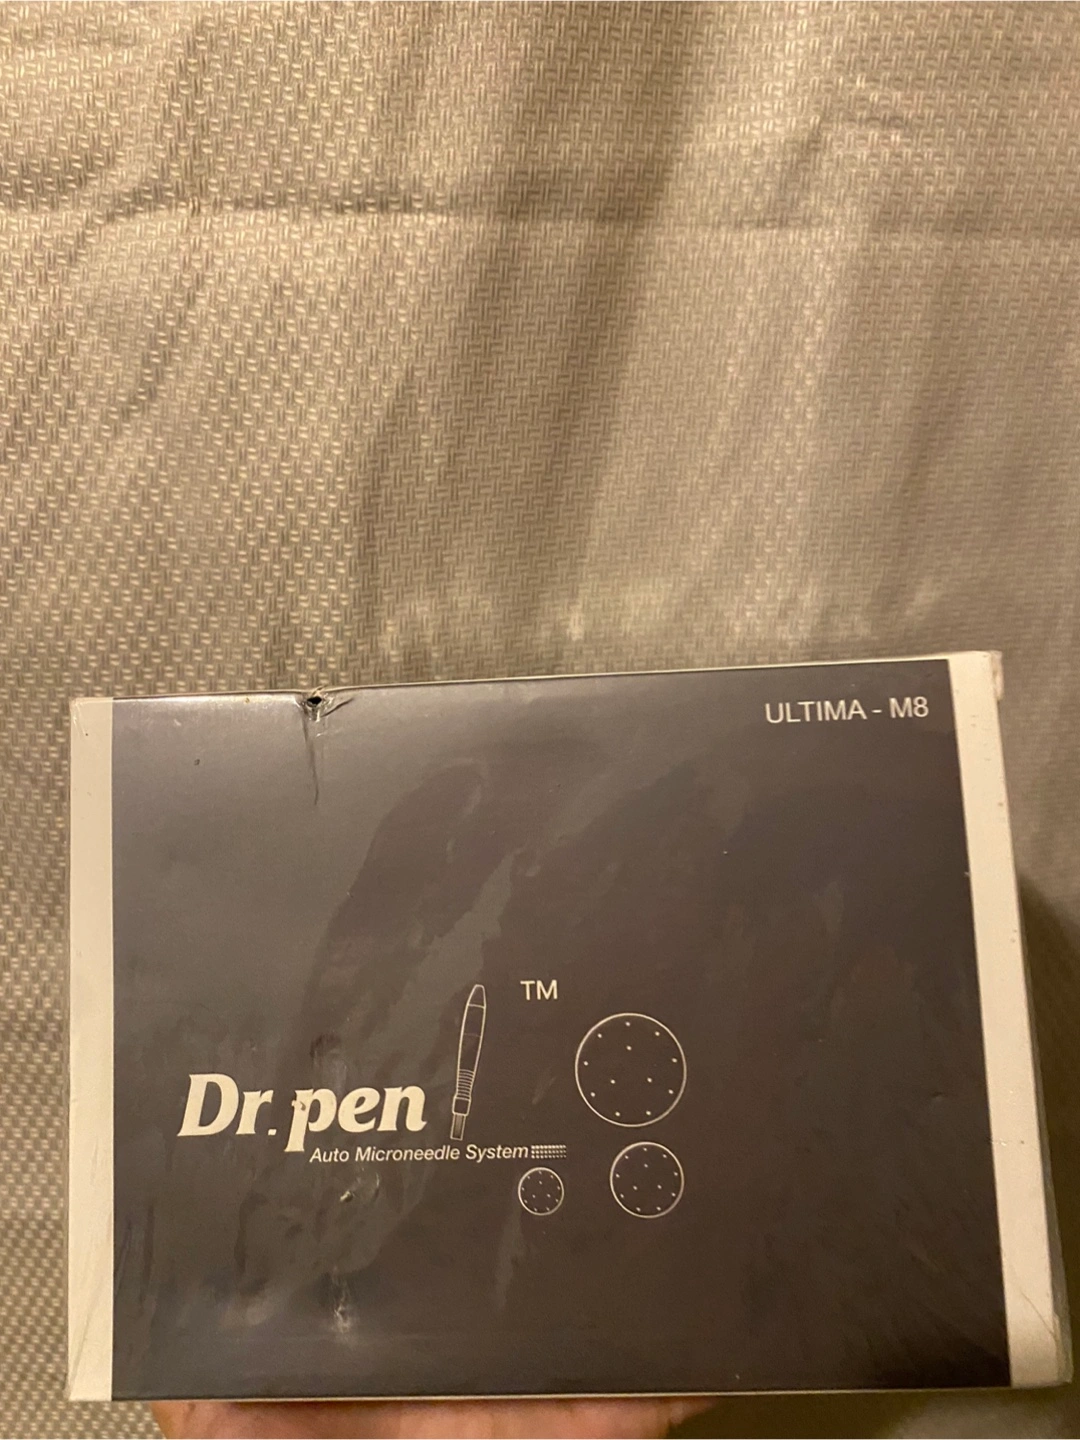 ULTIMA - M8
TM
Dr.pen
Auto Microneedle System